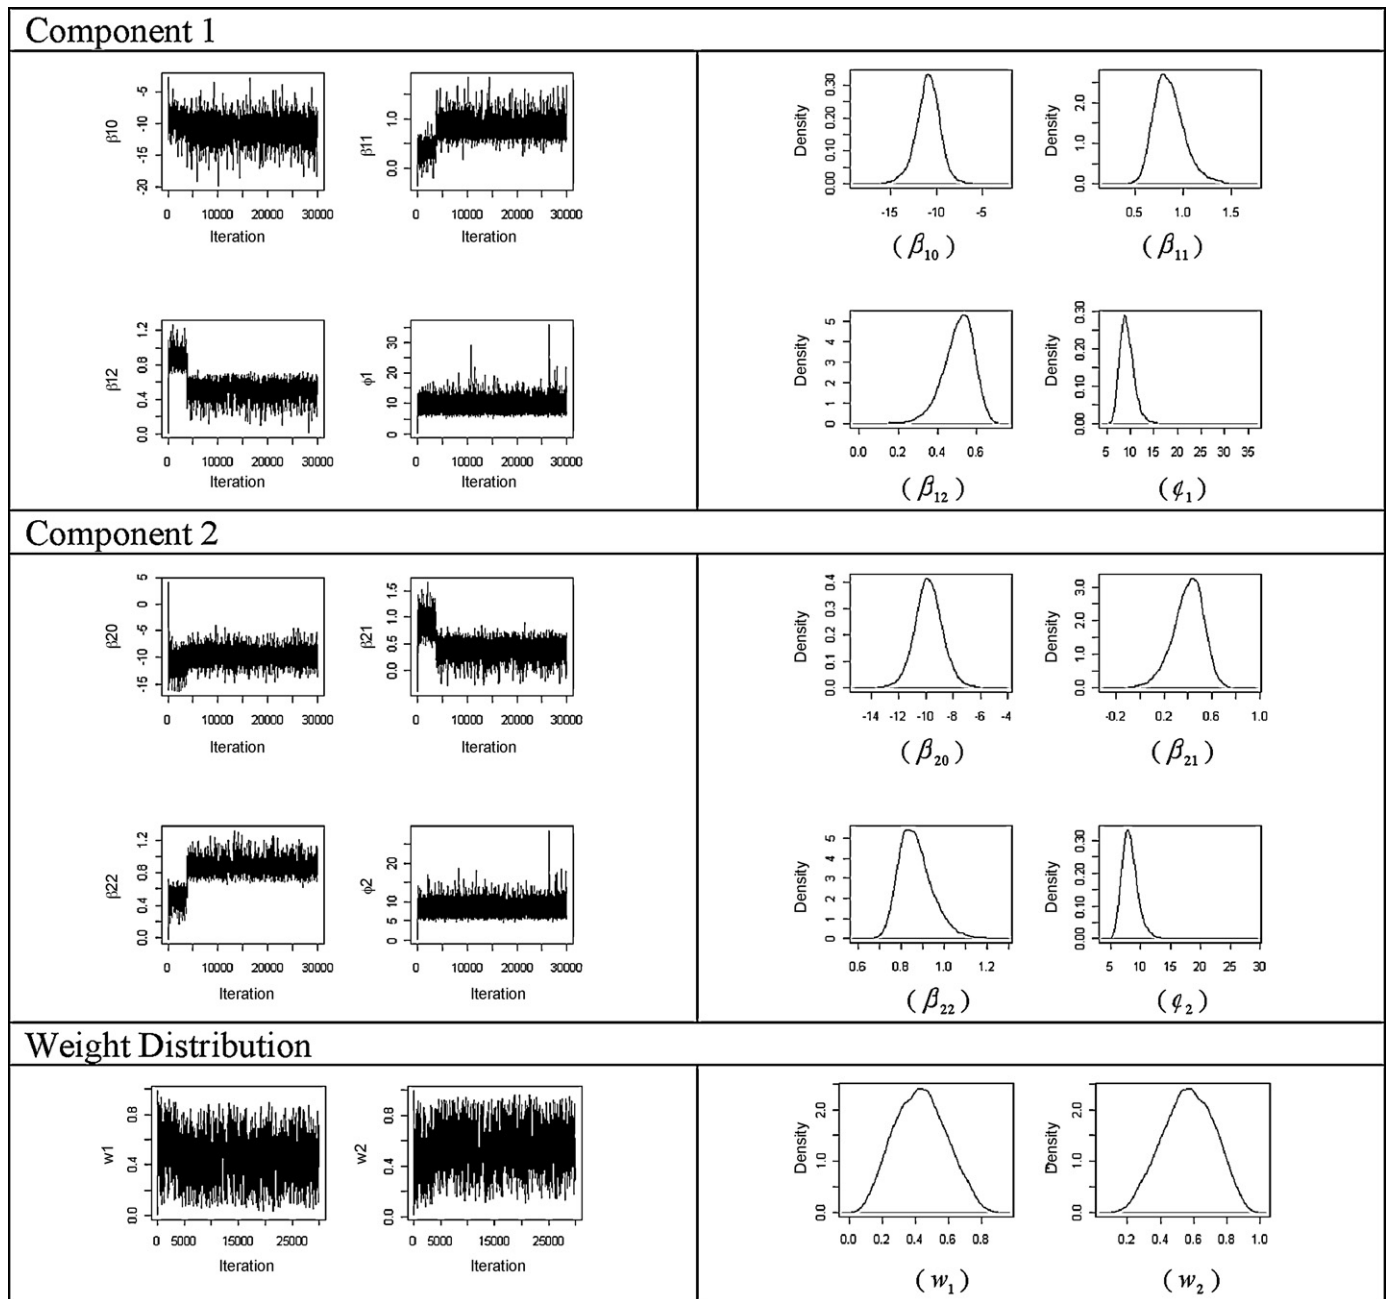 Component 1
β10
-5
-10
-15
-20
0 10000 20000 30000
Iteration
β11
1.0
0.0
0 10000 20000 30000
Iteration
Density
0.30
0.20
0.10
0.00
-15 -10 -5
(β10)
Density
2.0
1.0
0.0
0.5 1.0 1.5
(β11)
β12
1.2
0.8
0.4
0.0
0 10000 20000 30000
Iteration
ϕ1
30
20
10
0
0 10000 20000 30000
Iteration
Density
5
4
3
2
1
0
0.0 0.2 0.4 0.6
(β12)
Density
0.30
0.20
0.10
0.00
5 10 15 20 25 30 35
(ϕ1)
Component 2
β20
5
0
-5
-10
-15
0 10000 20000 30000
Iteration
β21
1.5
1.0
0.5
0.0
0 10000 20000 30000
Iteration
Density
0.4
0.3
0.2
0.1
0.0
-14 -12 -10 -8 -6 -4
(β20)
Density
3.0
2.0
1.0
0.0
-0.2 0.2 0.6 1.0
(β21)
β22
1.2
0.8
0.4
0.0
0 10000 20000 30000
Iteration
ϕ2
20
10
5
0
0 10000 20000 30000
Iteration
Density
5
4
3
2
1
0
0.6 0.8 1.0 1.2
(β22)
Density
0.30
0.20
0.10
0.00
5 10 15 20 25 30
(ϕ2)
Weight Distribution
w1
0.8
0.4
0.0
0 5000 15000 25000
Iteration
w2
0.8
0.4
0.0
0 5000 15000 25000
Iteration
Density
2.0
1.0
0.0
0.0 0.2 0.4 0.6 0.8
(w1)
Density
2.0
1.0
0.0
0.2 0.4 0.6 0.8 1.0
(w2)